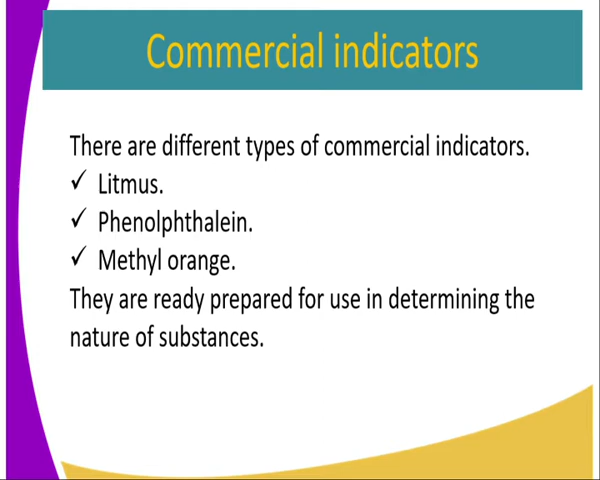 Commercial indicators
There are different types of commercial indicators.
✓ Litmus.
✓ Phenolphthalein.
✓ Methyl orange.
They are ready prepared for use in determining the
nature of substances.